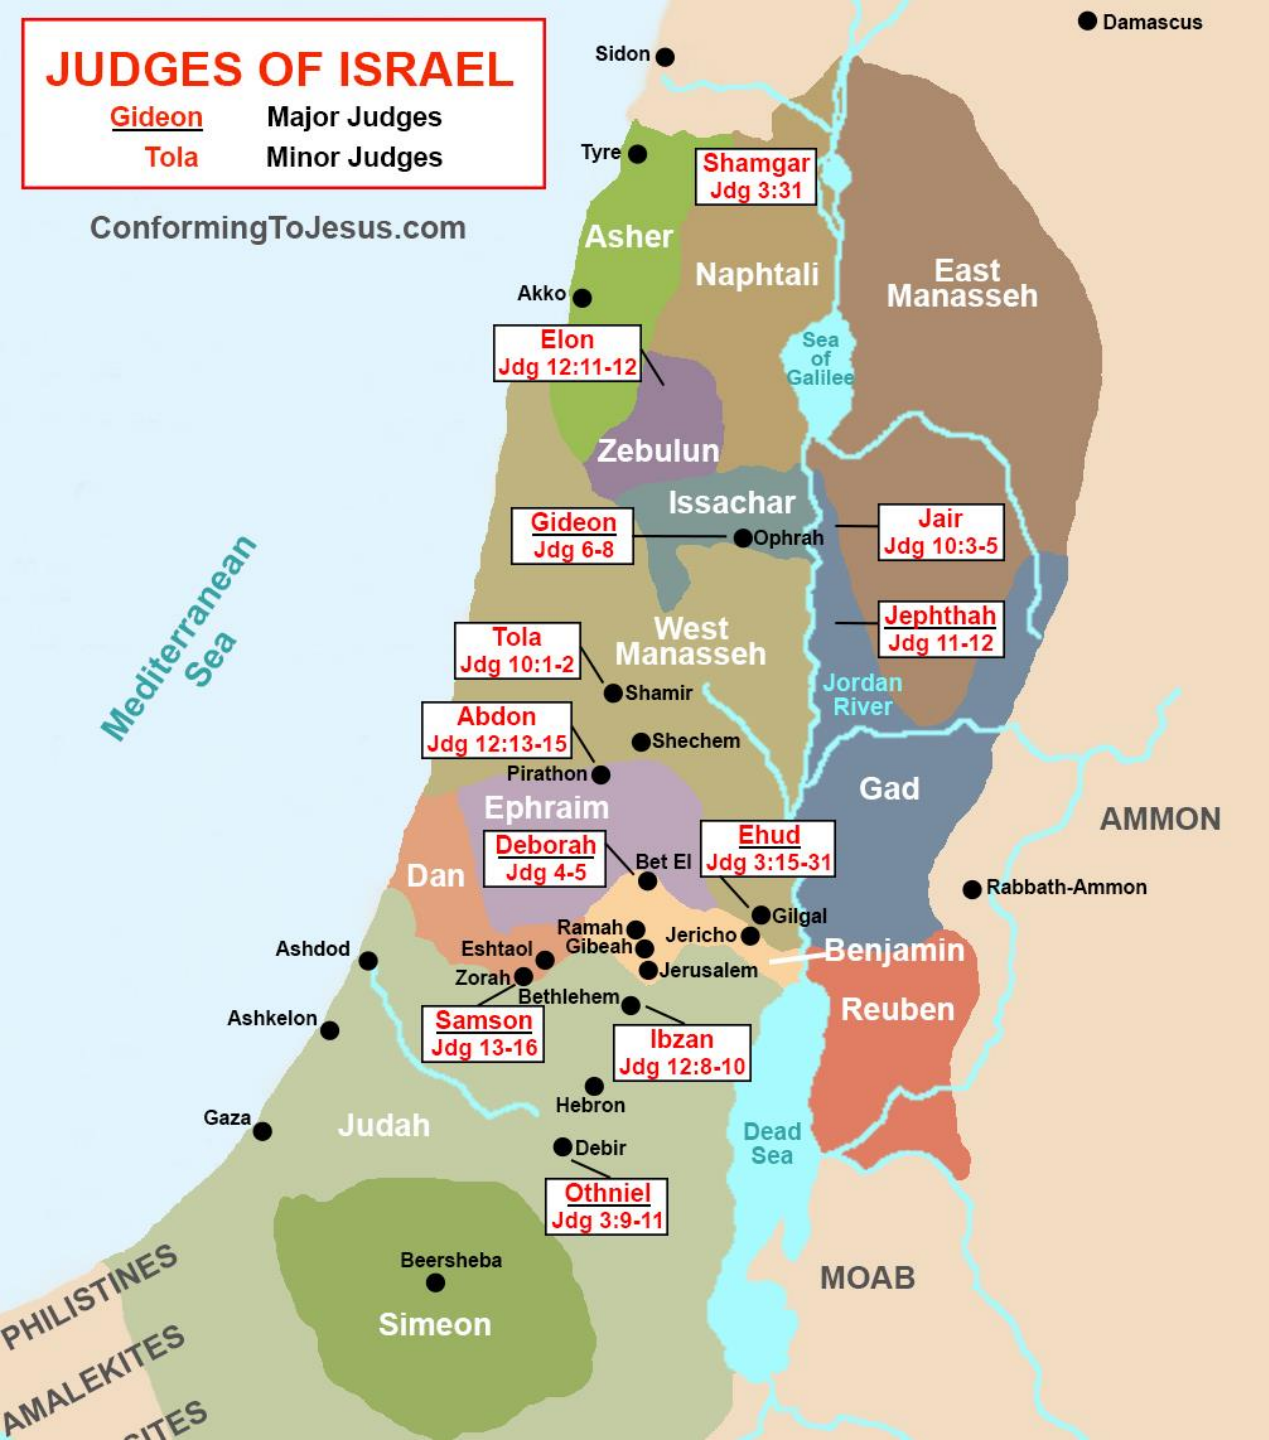 JUDGES OF ISRAEL
Gideon Major Judges
Tola Minor Judges
ConformingToJesus.com
Damascus
Sidon
Tyre
Shamgar
Jdg 3:31
Asher
Naphtali
East
Manasseh
Akko
Elon
Jdg 12:11-12
Sea
of
Galilee
Zebulun
Issachar
Gideon
Jdg 6-8
Ophrah
Jair
Jdg 10:3-5
Mediterranean
Sea
West
Manasseh
Jephthah
Jdg 11-12
Tola
Jdg 10:1-2
Shamir
Jordan
River
Abdon
Jdg 12:13-15
Shechem
Pirathon
Ephraim
Gad
AMMON
Deborah
Jdg 4-5
Bet El
Ehud
Jdg 3:15-31
Dan
Rabbath-Ammon
Gilgal
Ramah
Gibeah
Jericho
Benjamin
Ashdod
Eshtaol
Zorah
Jerusalem
Bethlehem
Reuben
Ashkelon
Samson
Jdg 13-16
Ibzan
Jdg 12:8-10
Hebron
Gaza
Judah
Debir
Dead
Sea
Othniel
Jdg 3:9-11
Beersheba
Simeon
MOAB
PHILISTINES
AMALEKITES
SITES